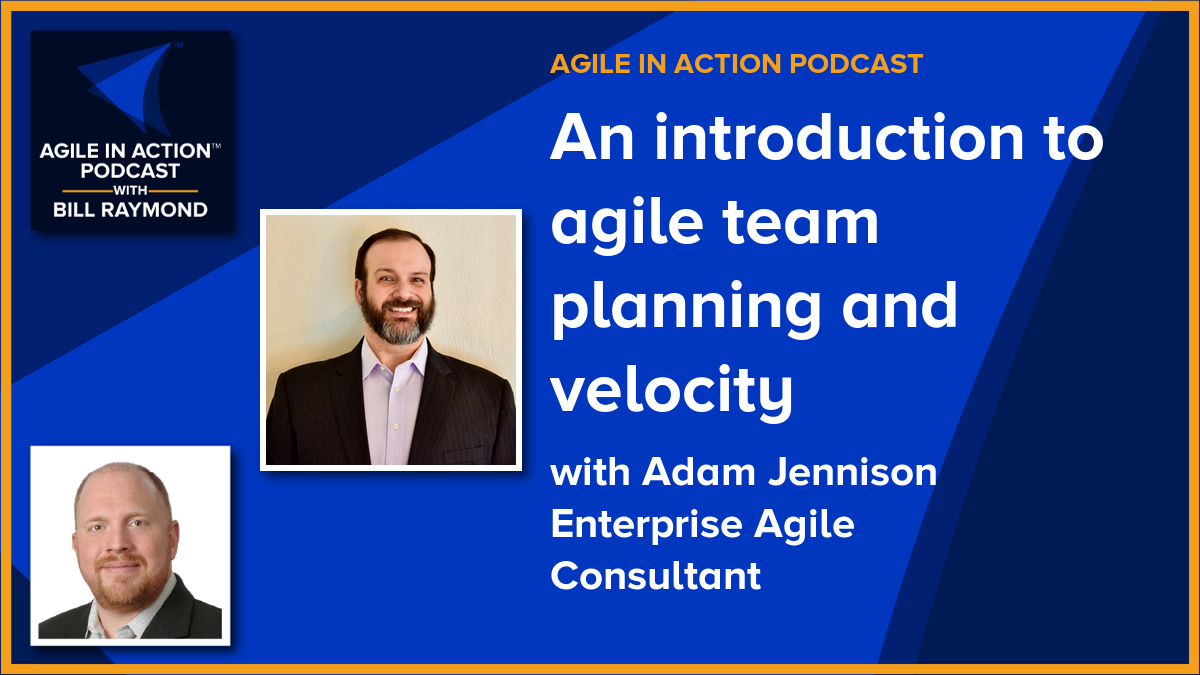 AGILE IN ACTION™
PODCAST
WITH
BILL RAYMOND
AGILE IN ACTION PODCAST
An introduction to
agile team
planning and
velocity
with Adam Jennison
Enterprise Agile
Consultant